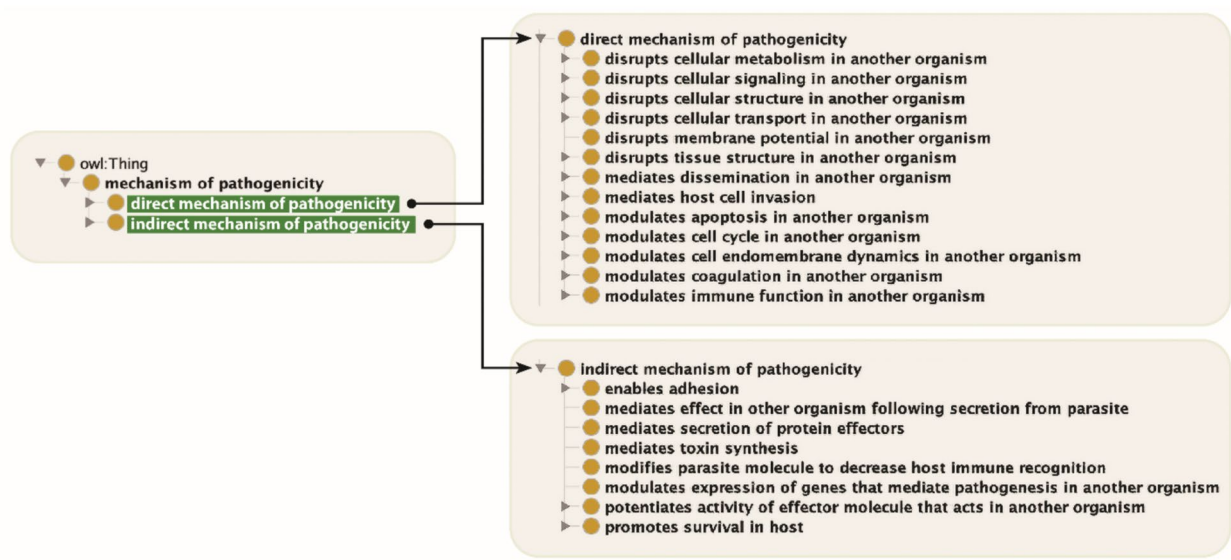 owl:Thing
mechanism of pathogenicity
direct mechanism of pathogenicity
indirect mechanism of pathogenicity
direct mechanism of pathogenicity
disrupts cellular metabolism in another organism
disrupts cellular signaling in another organism
disrupts cellular structure in another organism
disrupts cellular transport in another organism
disrupts membrane potential in another organism
disrupts tissue structure in another organism
mediates dissemination in another organism
mediates host cell invasion
modulates apoptosis in another organism
modulates cell cycle in another organism
modulates cell endomembrane dynamics in another organism
modulates coagulation in another organism
modulates immune function in another organism
indirect mechanism of pathogenicity
enables adhesion
mediates effect in other organism following secretion from parasite
mediates secretion of protein effectors
mediates toxin synthesis
modifies parasite molecule to decrease host immune recognition
modulates expression of genes that mediate pathogenesis in another organism
potentiates activity of effector molecule that acts in another organism
promotes survival in host